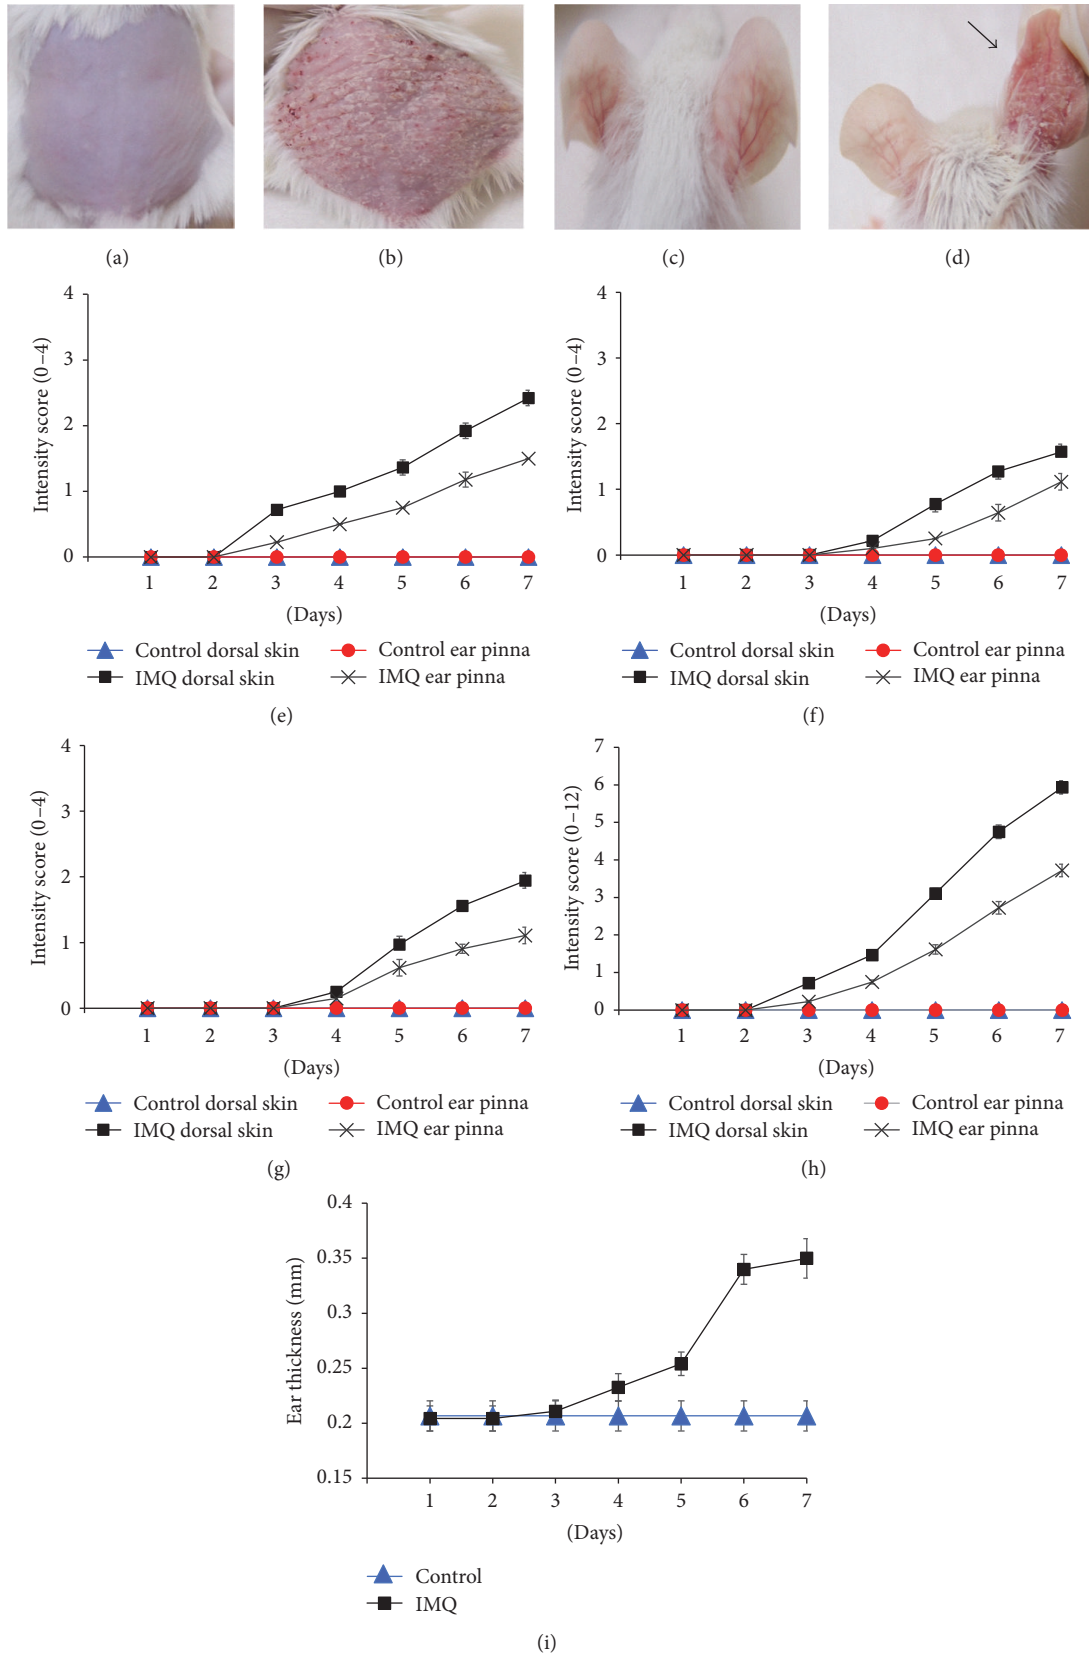 (a) (b) (c) (d)
4
3
2
1
0
Intensity score (0–4)
1 2 3 4 5 6 7
(Days)
Control dorsal skin Control ear pinna
IMQ dorsal skin IMQ ear pinna
(e)
4
3
2
1
0
Intensity score (0–4)
1 2 3 4 5 6 7
(Days)
Control dorsal skin Control ear pinna
IMQ dorsal skin IMQ ear pinna
(f)
4
3
2
1
0
Intensity score (0–4)
1 2 3 4 5 6 7
(Days)
Control dorsal skin Control ear pinna
IMQ dorsal skin IMQ ear pinna
(g)
7
6
5
4
3
2
1
0
Intensity score (0–12)
1 2 3 4 5 6 7
(Days)
Control dorsal skin Control ear pinna
IMQ dorsal skin IMQ ear pinna
(h)
0.4
0.35
0.3
0.25
0.2
0.15
Ear thickness (mm)
1 2 3 4 5 6 7
(Days)
Control
IMQ
(i)